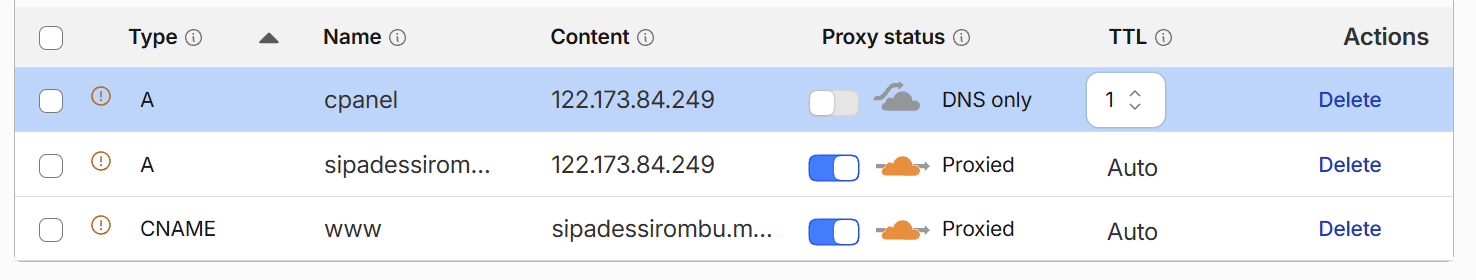 Type Name Content Proxy status TTL Actions
A cpanel 122.173.84.249 DNS only 1 Delete
A sipadessirom... 122.173.84.249 Proxied Auto Delete
CNAME www sipadessirombu.m... Proxied Auto Delete